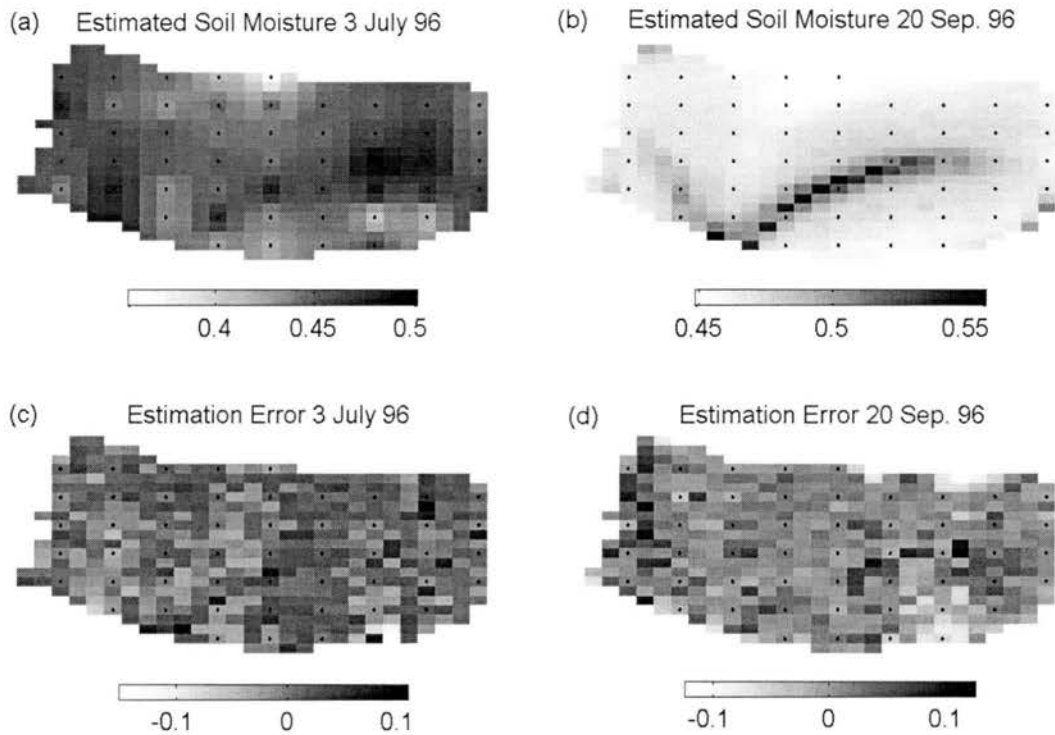 (a) Estimated Soil Moisture 3 July 96
(b) Estimated Soil Moisture 20 Sep. 96
0.4 0.45 0.5
0.45 0.5 0.55
(c) Estimation Error 3 July 96
(d) Estimation Error 20 Sep. 96
-0.1 0 0.1
-0.1 0 0.1